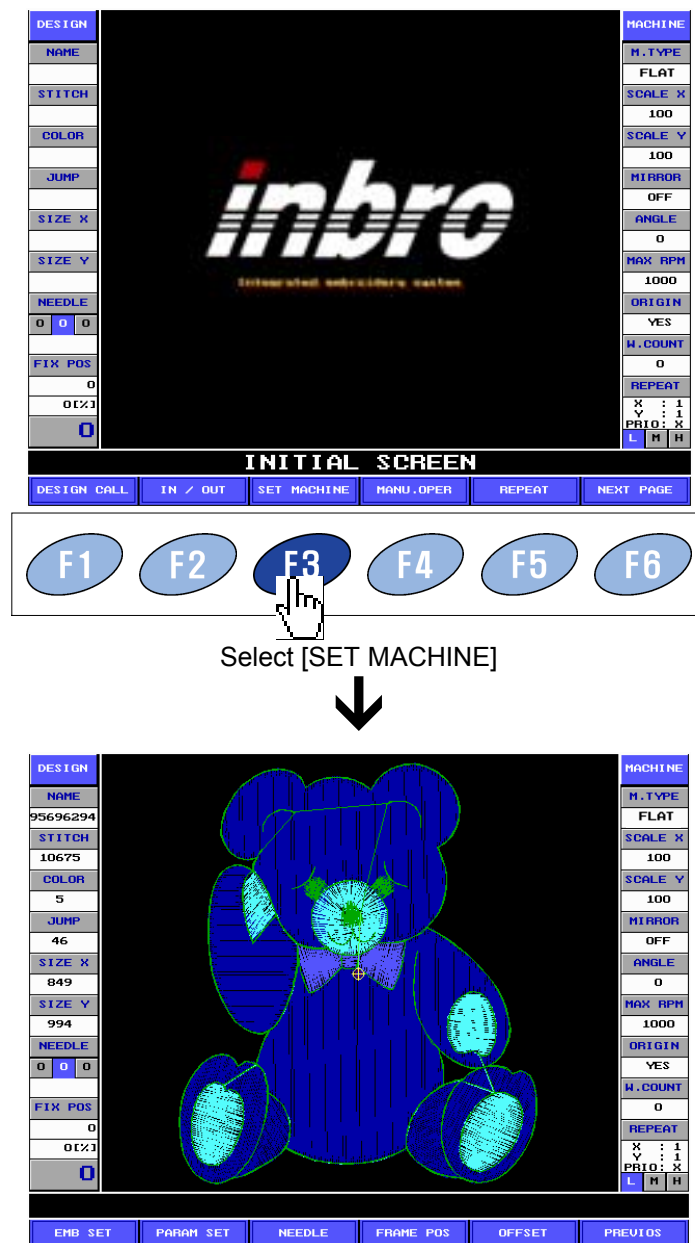 DESIGN
NAME
STITCH
COLOR
JUMP
SIZE X
SIZE Y
NEEDLE
0 0 0
FIX POS
0
0[%]
0
inbro
Integrated embroidery system
MACHINE
M.TYPE
FLAT
SCALE X
100
SCALE Y
100
MIRROR
OFF
ANGLE
0
MAX RPM
1000
ORIGIN
YES
W.COUNT
0
REPEAT
X : 1
Y : 1
PRIO: X
L M H
INITIAL SCREEN
DESIGN CALL IN / OUT SET MACHINE MANU.OPER REPEAT NEXT PAGE
F1 F2 F3 F4 F5 F6
Select [SET MACHINE]
DESIGN
NAME
95696294
STITCH
10675
COLOR
5
JUMP
46
SIZE X
849
SIZE Y
994
NEEDLE
0 0 0
FIX POS
0
0[%]
0
MACHINE
M.TYPE
FLAT
SCALE X
100
SCALE Y
100
MIRROR
OFF
ANGLE
0
MAX RPM
1000
ORIGIN
YES
W.COUNT
0
REPEAT
X : 1
Y : 1
PRIO: X
L M H
EMB SET PARAM SET NEEDLE FRAME POS OFFSET PREVIOS